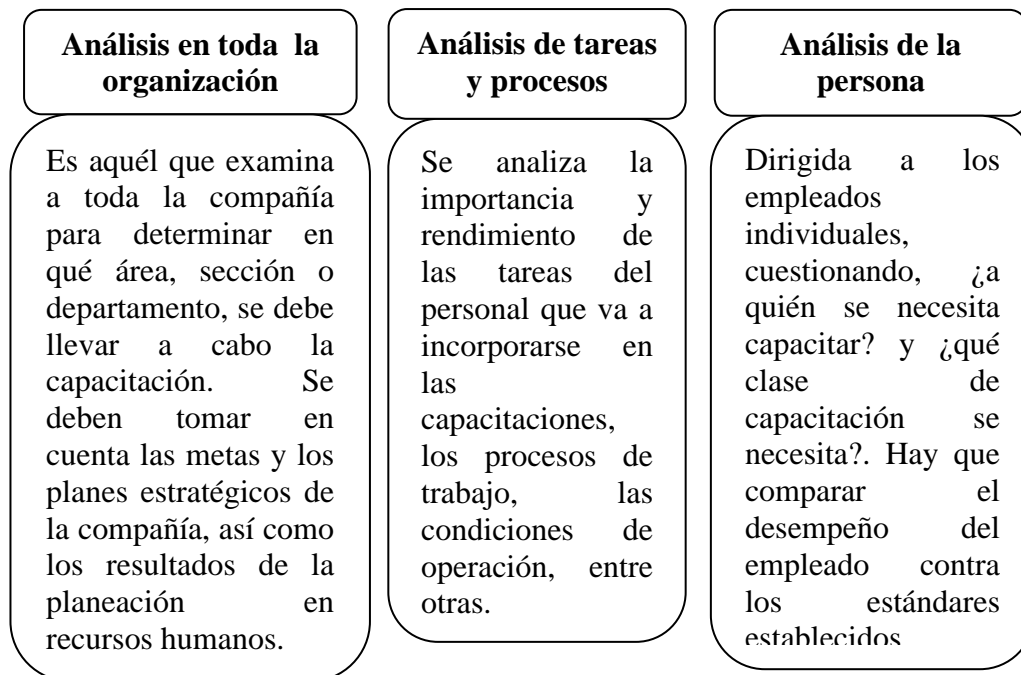 Análisis en toda la
organización
Es aquél que examina
a toda la compañía
para determinar en
qué área, sección o
departamento, se debe
llevar a cabo la
capacitación. Se
deben tomar en
cuenta las metas y los
planes estratégicos de
la compañía, así como
los resultados de la
planeación en
recursos humanos.
Análisis de tareas
y procesos
Se analiza la
importancia y
rendimiento de
las tareas del
personal que va a
incorporarse en
las
capacitaciones,
los procesos de
trabajo, las
condiciones de
operación, entre
otras.
Análisis de la
persona
Dirigida a los
empleados
individuales,
cuestionando, ¿a
quién se necesita
capacitar? y ¿qué
clase de
capacitación se
necesita?. Hay que
comparar el
desempeño del
empleado contra
los estándares
establecidos